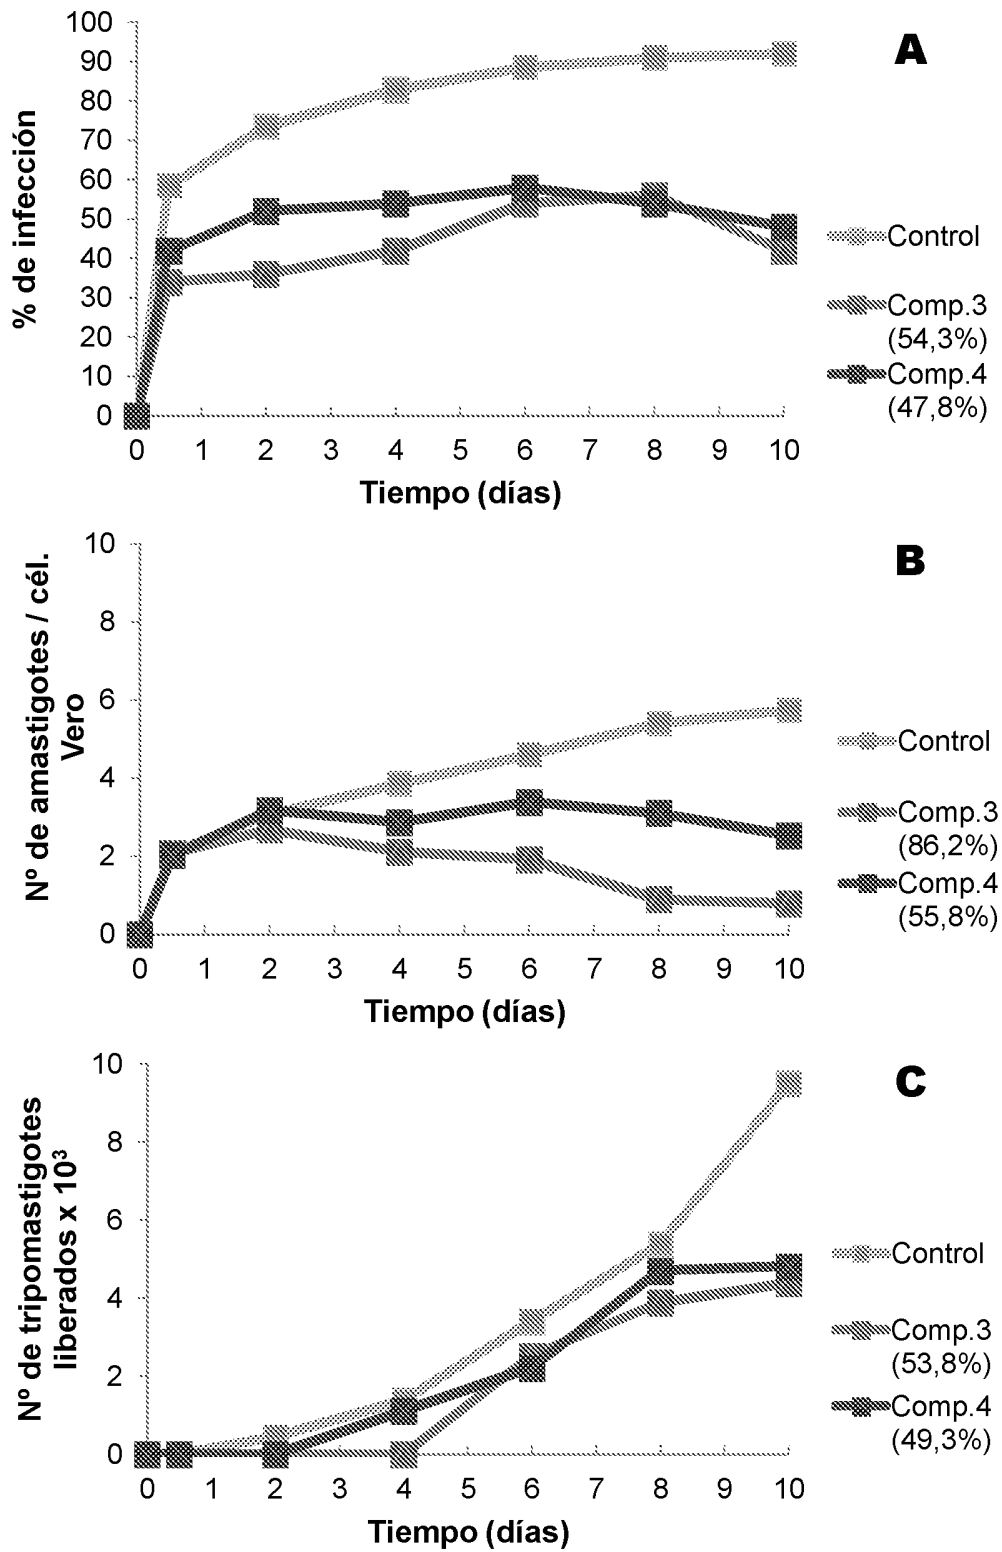 A
% de infección
100
90
80
70
60
50
40
30
20
10
0
0 1 2 3 4 5 6 7 8 9 10
Tiempo (días)
Control
Comp.3
(54,3%)
Comp.4
(47,8%)
B
Nº de amastigotes / cél.
Vero
10
8
6
4
2
0
0 1 2 3 4 5 6 7 8 9 10
Tiempo (días)
Control
Comp.3
(86,2%)
Comp.4
(55,8%)
C
Nº de tripomastigotes
liberados x 10³
10
8
6
4
2
0
0 1 2 3 4 5 6 7 8 9 10
Tiempo (días)
Control
Comp.3
(53,8%)
Comp.4
(49,3%)